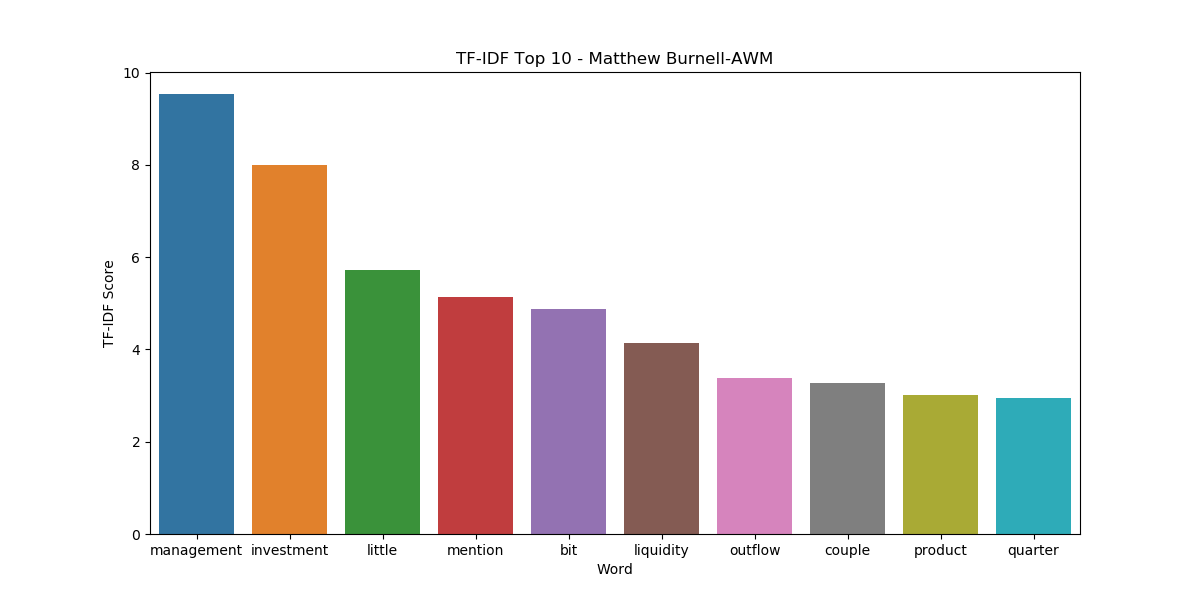 TF-IDF Top 10 - Matthew Burnell-AWM
10
8
6
4
2
0
TF-IDF Score
management investment little mention bit liquidity outflow couple product quarter
Word